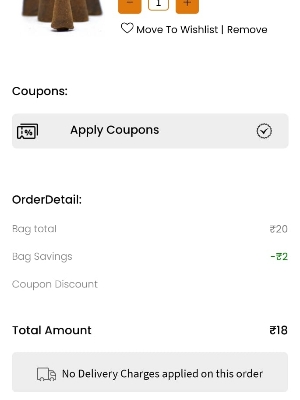 - 1 +
Move To Wishlist | Remove
Coupons:
% Apply Coupons
OrderDetail:
Bag total ₹20
Bag Savings -₹2
Coupon Discount
Total Amount ₹18
No Delivery Charges applied on this order